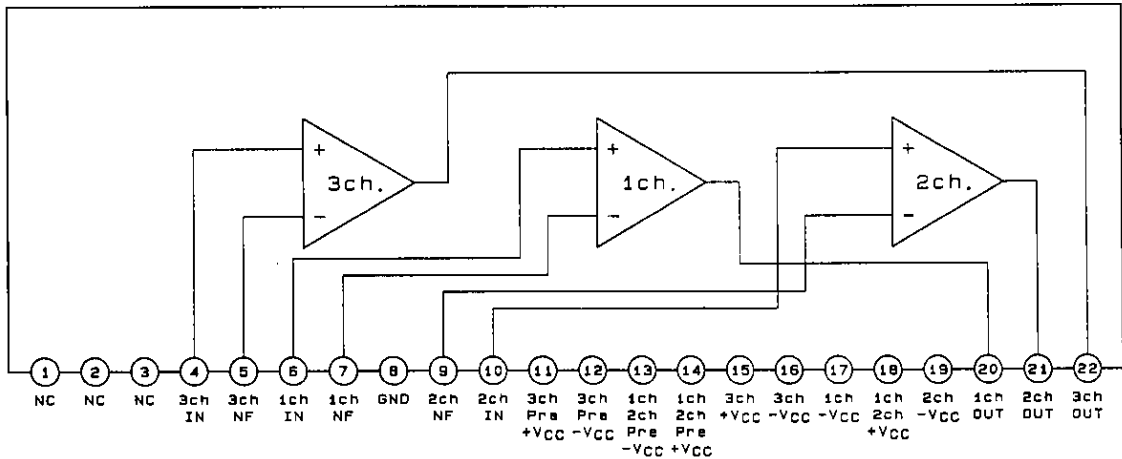 +
3ch.
−
+
1ch.
−
+
2ch.
−
1 2 3 4 5 6 7 8 9 10 11 12 13 14 15 16 17 18 19 20 21 22
NC NC NC 3ch 5ch 1ch 1ch GND 2ch 2ch 3ch 3ch 1ch 1ch 3ch 3ch 1ch 1ch 2ch 1ch 2ch 3ch
IN NF IN NF NF IN Pre Pre 2ch 2ch +VCC −VCC −VCC 2ch −VCC OUT OUT OUT
+VCC −VCC Pre Pre +VCC
−VCC +VCC